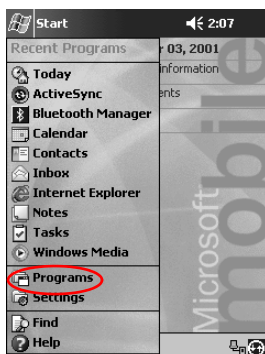 Start 2:07
Recent Programs
r 03, 2001
Today
information
ActiveSync
ents
Bluetooth Manager
Calendar
Contacts
Inbox
Internet Explorer
Notes
Tasks
Windows Media
Programs
Settings
Find
Help
Microsoft
mobile